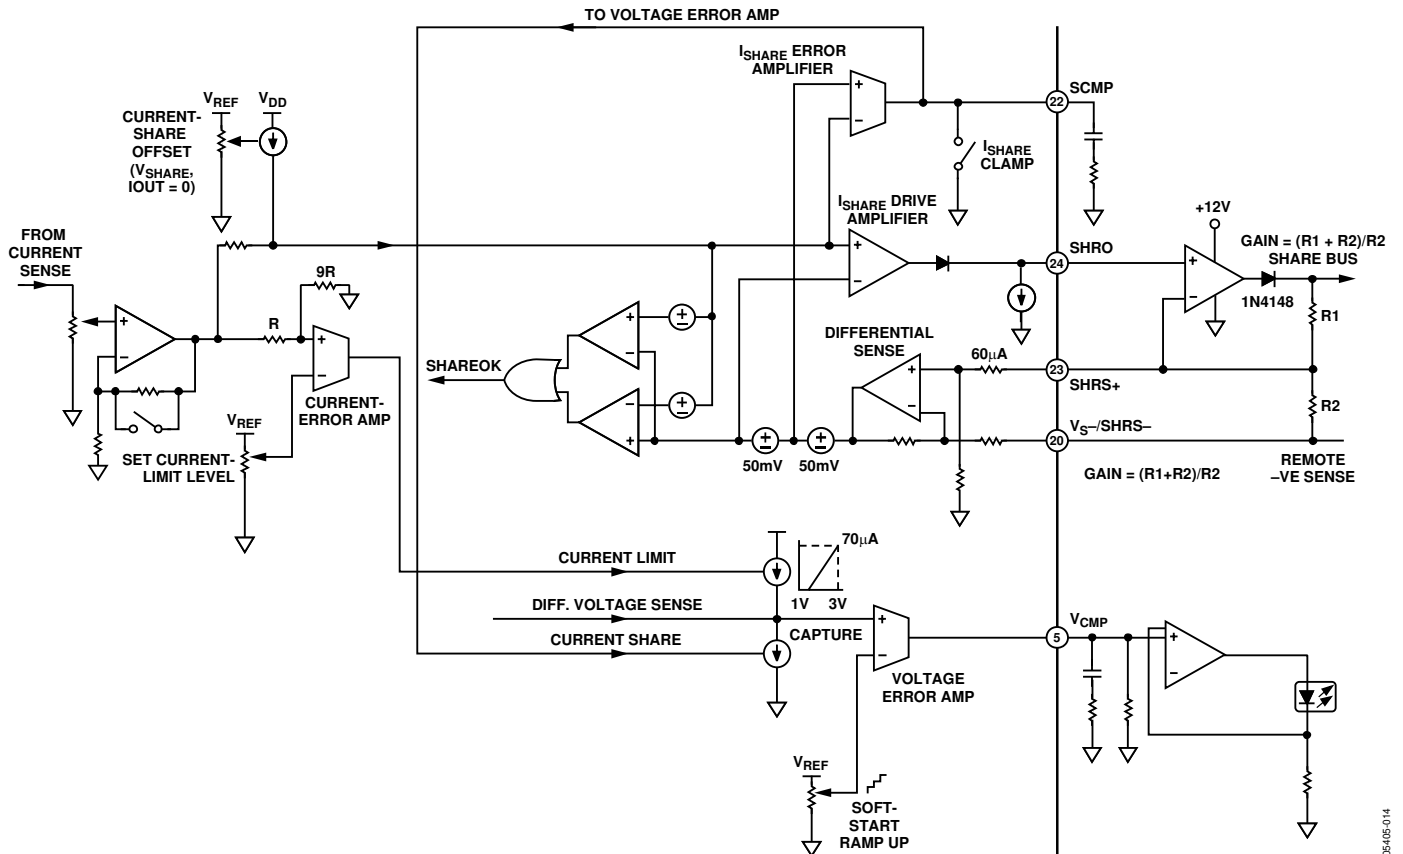 TO VOLTAGE ERROR AMP
ISHARE ERROR
AMPLIFIER
VREF
VDD
CURRENT-
SHARE
OFFSET
(VSHARE,
IOUT = 0)
+
–
22
SCMP
ISHARE
CLAMP
ISHARE DRIVE
AMPLIFIER
+12V
FROM
CURRENT
SENSE
+
–
24
SHRO
+
–
GAIN = (R1 + R2)/R2
SHARE BUS
1N4148
R1
9R
R
+
–
+
–
+
–
±
DIFFERENTIAL
SENSE
60µA
+
–
23
SHRS+
SHAREOK
–
+
±
CURRENT-
ERROR AMP
R2
VREF
SET CURRENT-
LIMIT LEVEL
±
50mV
±
50mV
20
VS–/SHRS–
GAIN = (R1+R2)/R2
REMOTE
–VE SENSE
CURRENT LIMIT
70µA
1V
3V
DIFF. VOLTAGE SENSE
CURRENT SHARE
CAPTURE
+
–
VOLTAGE
ERROR AMP
5
VCMP
+
–
VREF
SOFT-
START
RAMP UP
05405-014